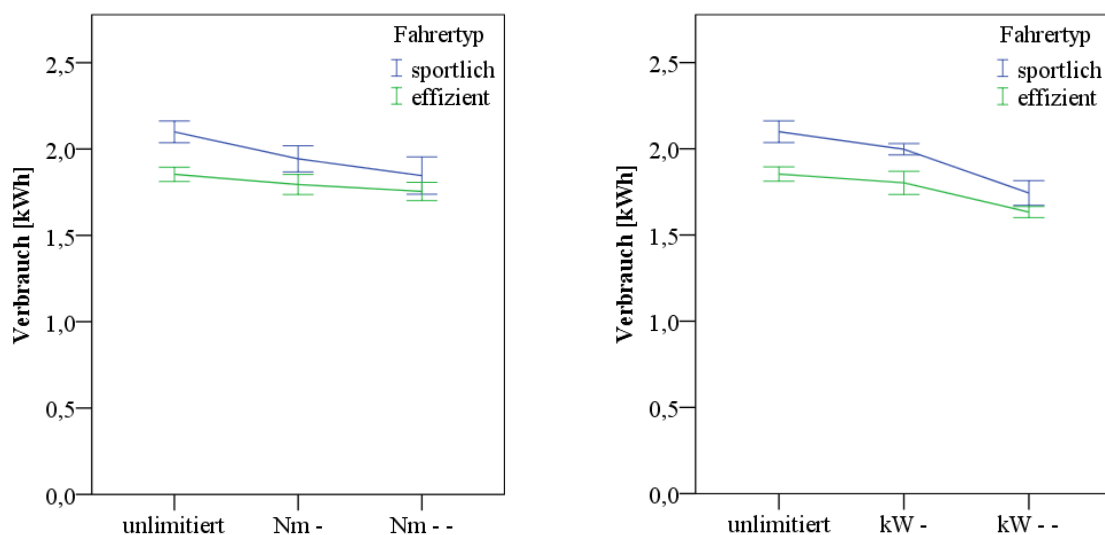 Fahrertyp
sportlich
effizient
Verbrauch [kWh]
2,5
2,0
1,5
1,0
0,5
0,0
unlimitiert Nm - Nm - -
Fahrertyp
sportlich
effizient
Verbrauch [kWh]
2,5
2,0
1,5
1,0
0,5
0,0
unlimitiert kW - kW - -